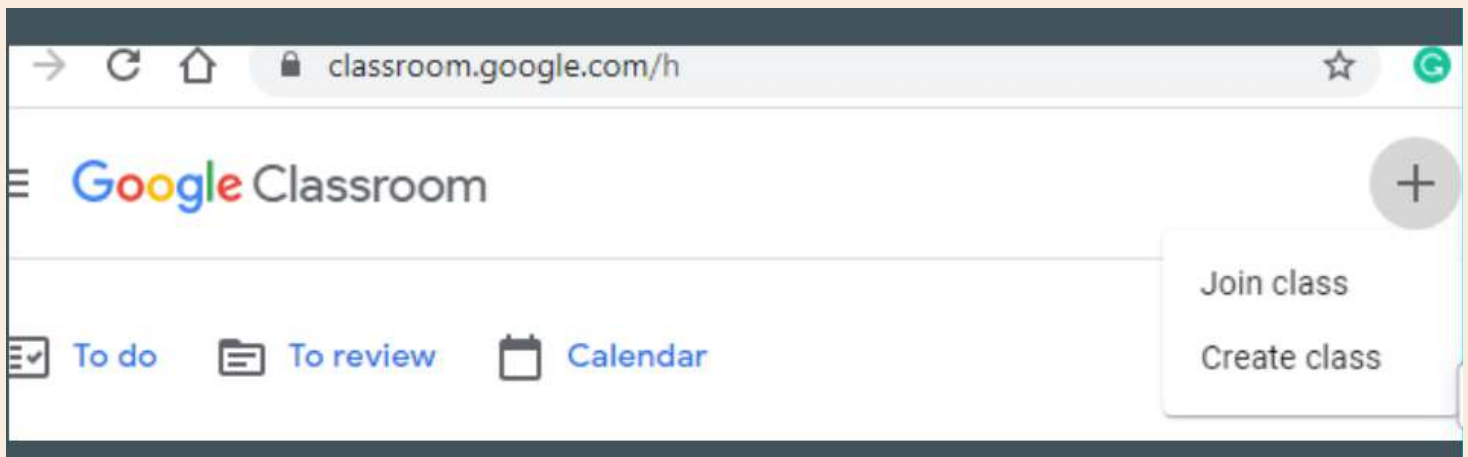 classroom.google.com/h
Google Classroom
Join class
To do To review Calendar
Create class